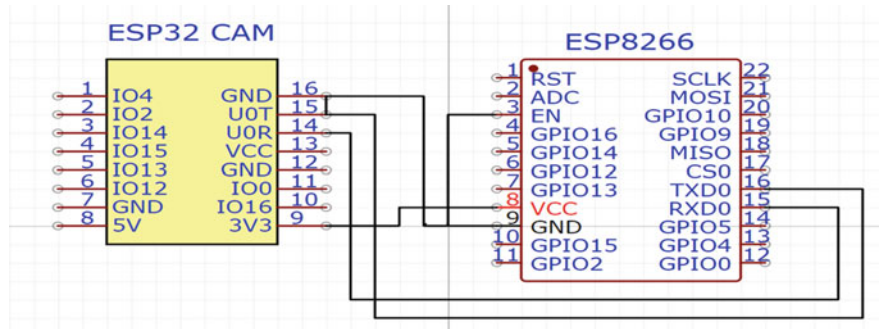 ESP32 CAM
1 IO4 GND 16
2 IO2 U0T 15
3 IO14 U0R 14
4 IO15 VCC 13
5 IO13 GND 12
6 IO12 IO0 11
7 GND IO16 10
8 5V 3V3 9
ESP8266
1 RST SCLK 22
2 ADC MOSI 21
3 EN GPIO10 20
4 GPIO16 GPIO9 19
5 GPIO14 MISO 18
6 GPIO12 CS0 17
7 GPIO13 TXD0 16
8 VCC RXD0 15
9 GND GPIO5 14
10 GPIO15 GPIO4 13
11 GPIO2 GPIO0 12